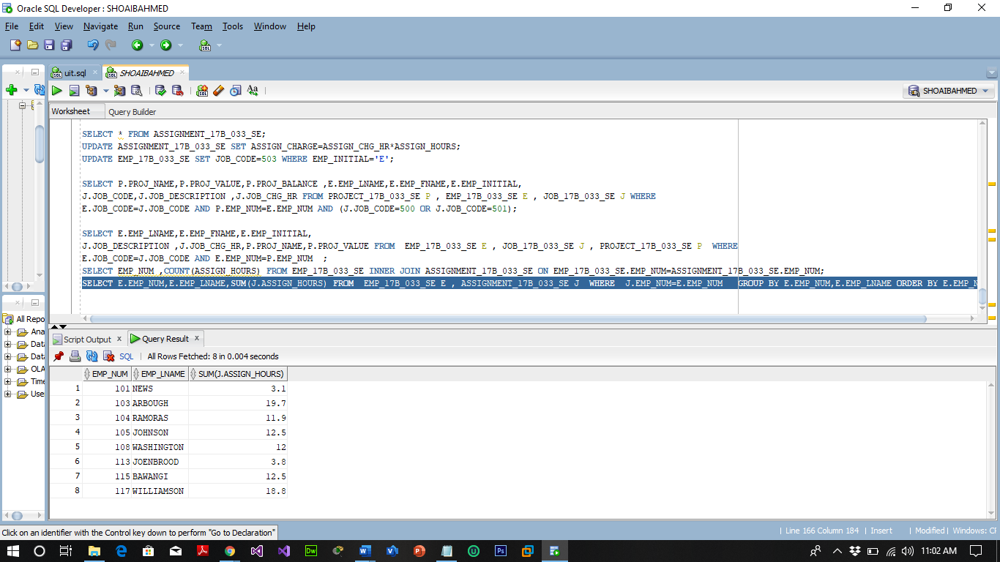 Oracle SQL Developer : SHOAIBAHMED
File Edit View Navigate Run Source Team Tools Window Help
uit.sql SHOAIBAHMED
SHOAIBAHMED
Worksheet Query Builder
SELECT * FROM ASSIGNMENT_17B_033_SE;
UPDATE ASSIGNMENT_17B_033_SE SET ASSIGN_CHARGE=ASSIGN_CHG_HR*ASSIGN_HOURS;
UPDATE EMP_17B_033_SE SET JOB_CODE=503 WHERE EMP_INITIAL='E';
SELECT P.PROJ_NAME,P.PROJ_VALUE,P.PROJ_BALANCE ,E.EMP_LNAME,E.EMP_FNAME,E.EMP_INITIAL,
J.JOB_CODE,J.JOB_DESCRIPTION ,J.JOB_CHG_HR FROM PROJECT_17B_033_SE P , EMP_17B_033_SE E , JOB_17B_033_SE J WHERE
E.JOB_CODE=J.JOB_CODE AND P.EMP_NUM=E.EMP_NUM AND (J.JOB_CODE=500 OR J.JOB_CODE=501);
SELECT E.EMP_LNAME,E.EMP_FNAME,E.EMP_INITIAL,
J.JOB_DESCRIPTION ,J.JOB_CHG_HR,P.PROJ_NAME,P.PROJ_VALUE FROM EMP_17B_033_SE E , JOB_17B_033_SE J , PROJECT_17B_033_SE P WHERE
E.JOB_CODE=J.JOB_CODE AND E.EMP_NUM=P.EMP_NUM ;
SELECT EMP_NUM ,COUNT(ASSIGN_HOURS) FROM EMP_17B_033_SE INNER JOIN ASSIGNMENT_17B_033_SE ON EMP_17B_033_SE.EMP_NUM=ASSIGNMENT_17B_033_SE.EMP_NUM;
SELECT E.EMP_NUM,E.EMP_LNAME,SUM(J.ASSIGN_HOURS) FROM EMP_17B_033_SE E , ASSIGNMENT_17B_033_SE J WHERE J.EMP_NUM=E.EMP_NUM GROUP BY E.EMP_NUM,E.EMP_LNAME ORDER BY E.EMP_N
All Repo
Ana
Data
Data
OLA
Time
Use
Script Output x Query Result x
SQL | All Rows Fetched: 8 in 0.004 seconds
EMP_NUM EMP_LNAME SUM(J.ASSIGN_HOURS)
1 101 NEWS 3.1
2 103 ARBOUGH 19.7
3 104 RAMORAS 11.9
4 105 JOHNSON 12.5
5 108 WASHINGTON 12
6 113 JOENBROOD 3.8
7 115 BAWANGI 12.5
8 117 WILLIAMSON 18.8
Click on an identifier with the Control key down to perform "Go to Declaration"
| Line 166 Column 184 | Insert | Modified | Windows: CF
11:02 AM